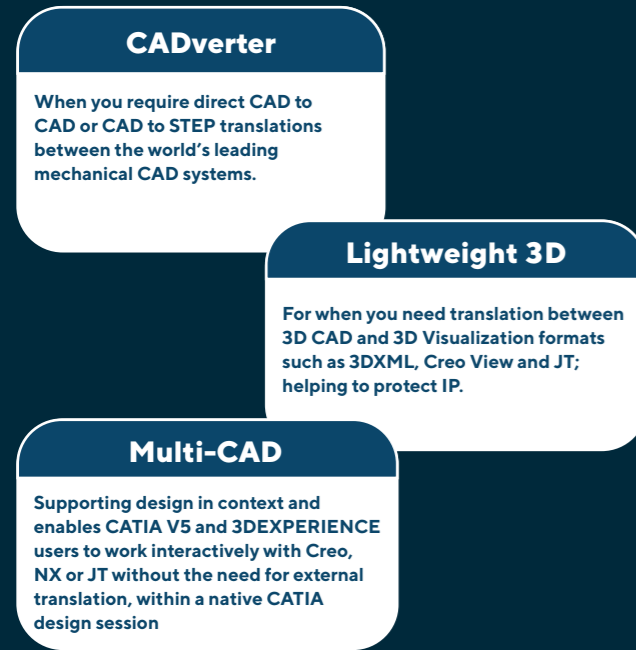 CADverter
When you require direct CAD to
CAD or CAD to STEP translations
between the world's leading
mechanical CAD systems.
Lightweight 3D
For when you need translation between
3D CAD and 3D Visualization formats
such as 3DXML, Creo View and JT;
helping to protect IP.
Multi-CAD
Supporting design in context and
enables CATIA V5 and 3DEXPERIENCE
users to work interactively with Creo,
NX or JT without the need for external
translation, within a native CATIA
design session